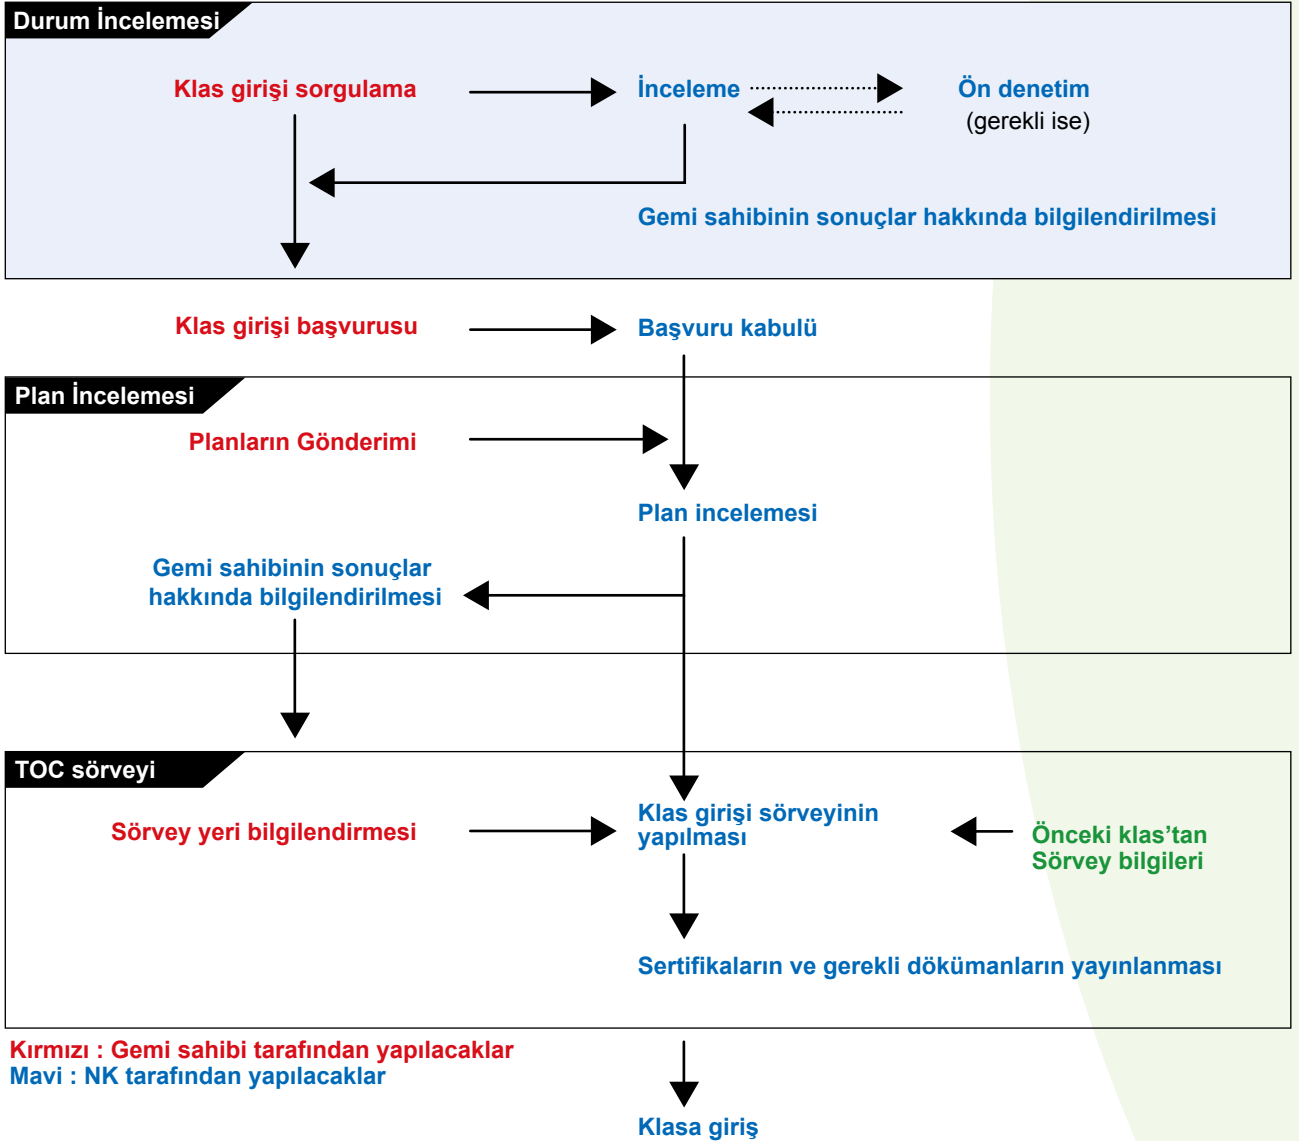 Durum İncelemesi
Klas girişi sorgulama
İnceleme
Ön denetim
(gerekli ise)
Gemi sahibinin sonuçlar hakkında bilgilendirilmesi
Klas girişi başvurusu
Başvuru kabulü
Plan İncelemesi
Planların Gönderimi
Plan incelemesi
Gemi sahibinin sonuçlar
hakkında bilgilendirilmesi
TOC sörveyi
Sörvey yeri bilgilendirmesi
Klas girişi sörveyinin
yapılması
Önceki klas’tan
Sörvey bilgileri
Sertifikaların ve gerekli dökümanların yayınlanması
Kırmızı : Gemi sahibi tarafından yapılacaklar
Mavi : NK tarafından yapılacaklar
Klasa giriş